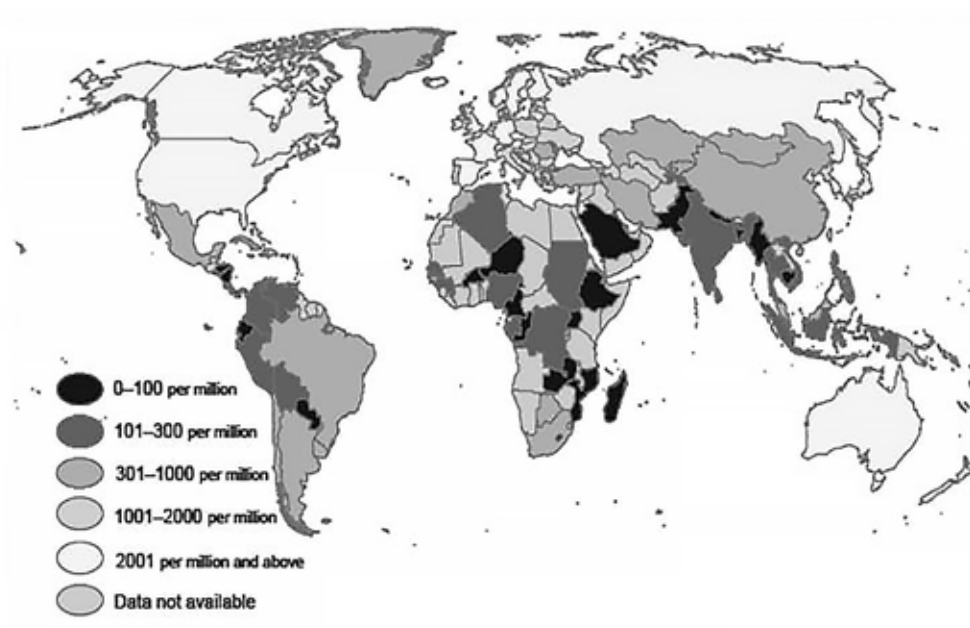 0–100 per million
101–300 per million
301–1000 per million
1001–2000 per million
2001 per million and above
Data not available